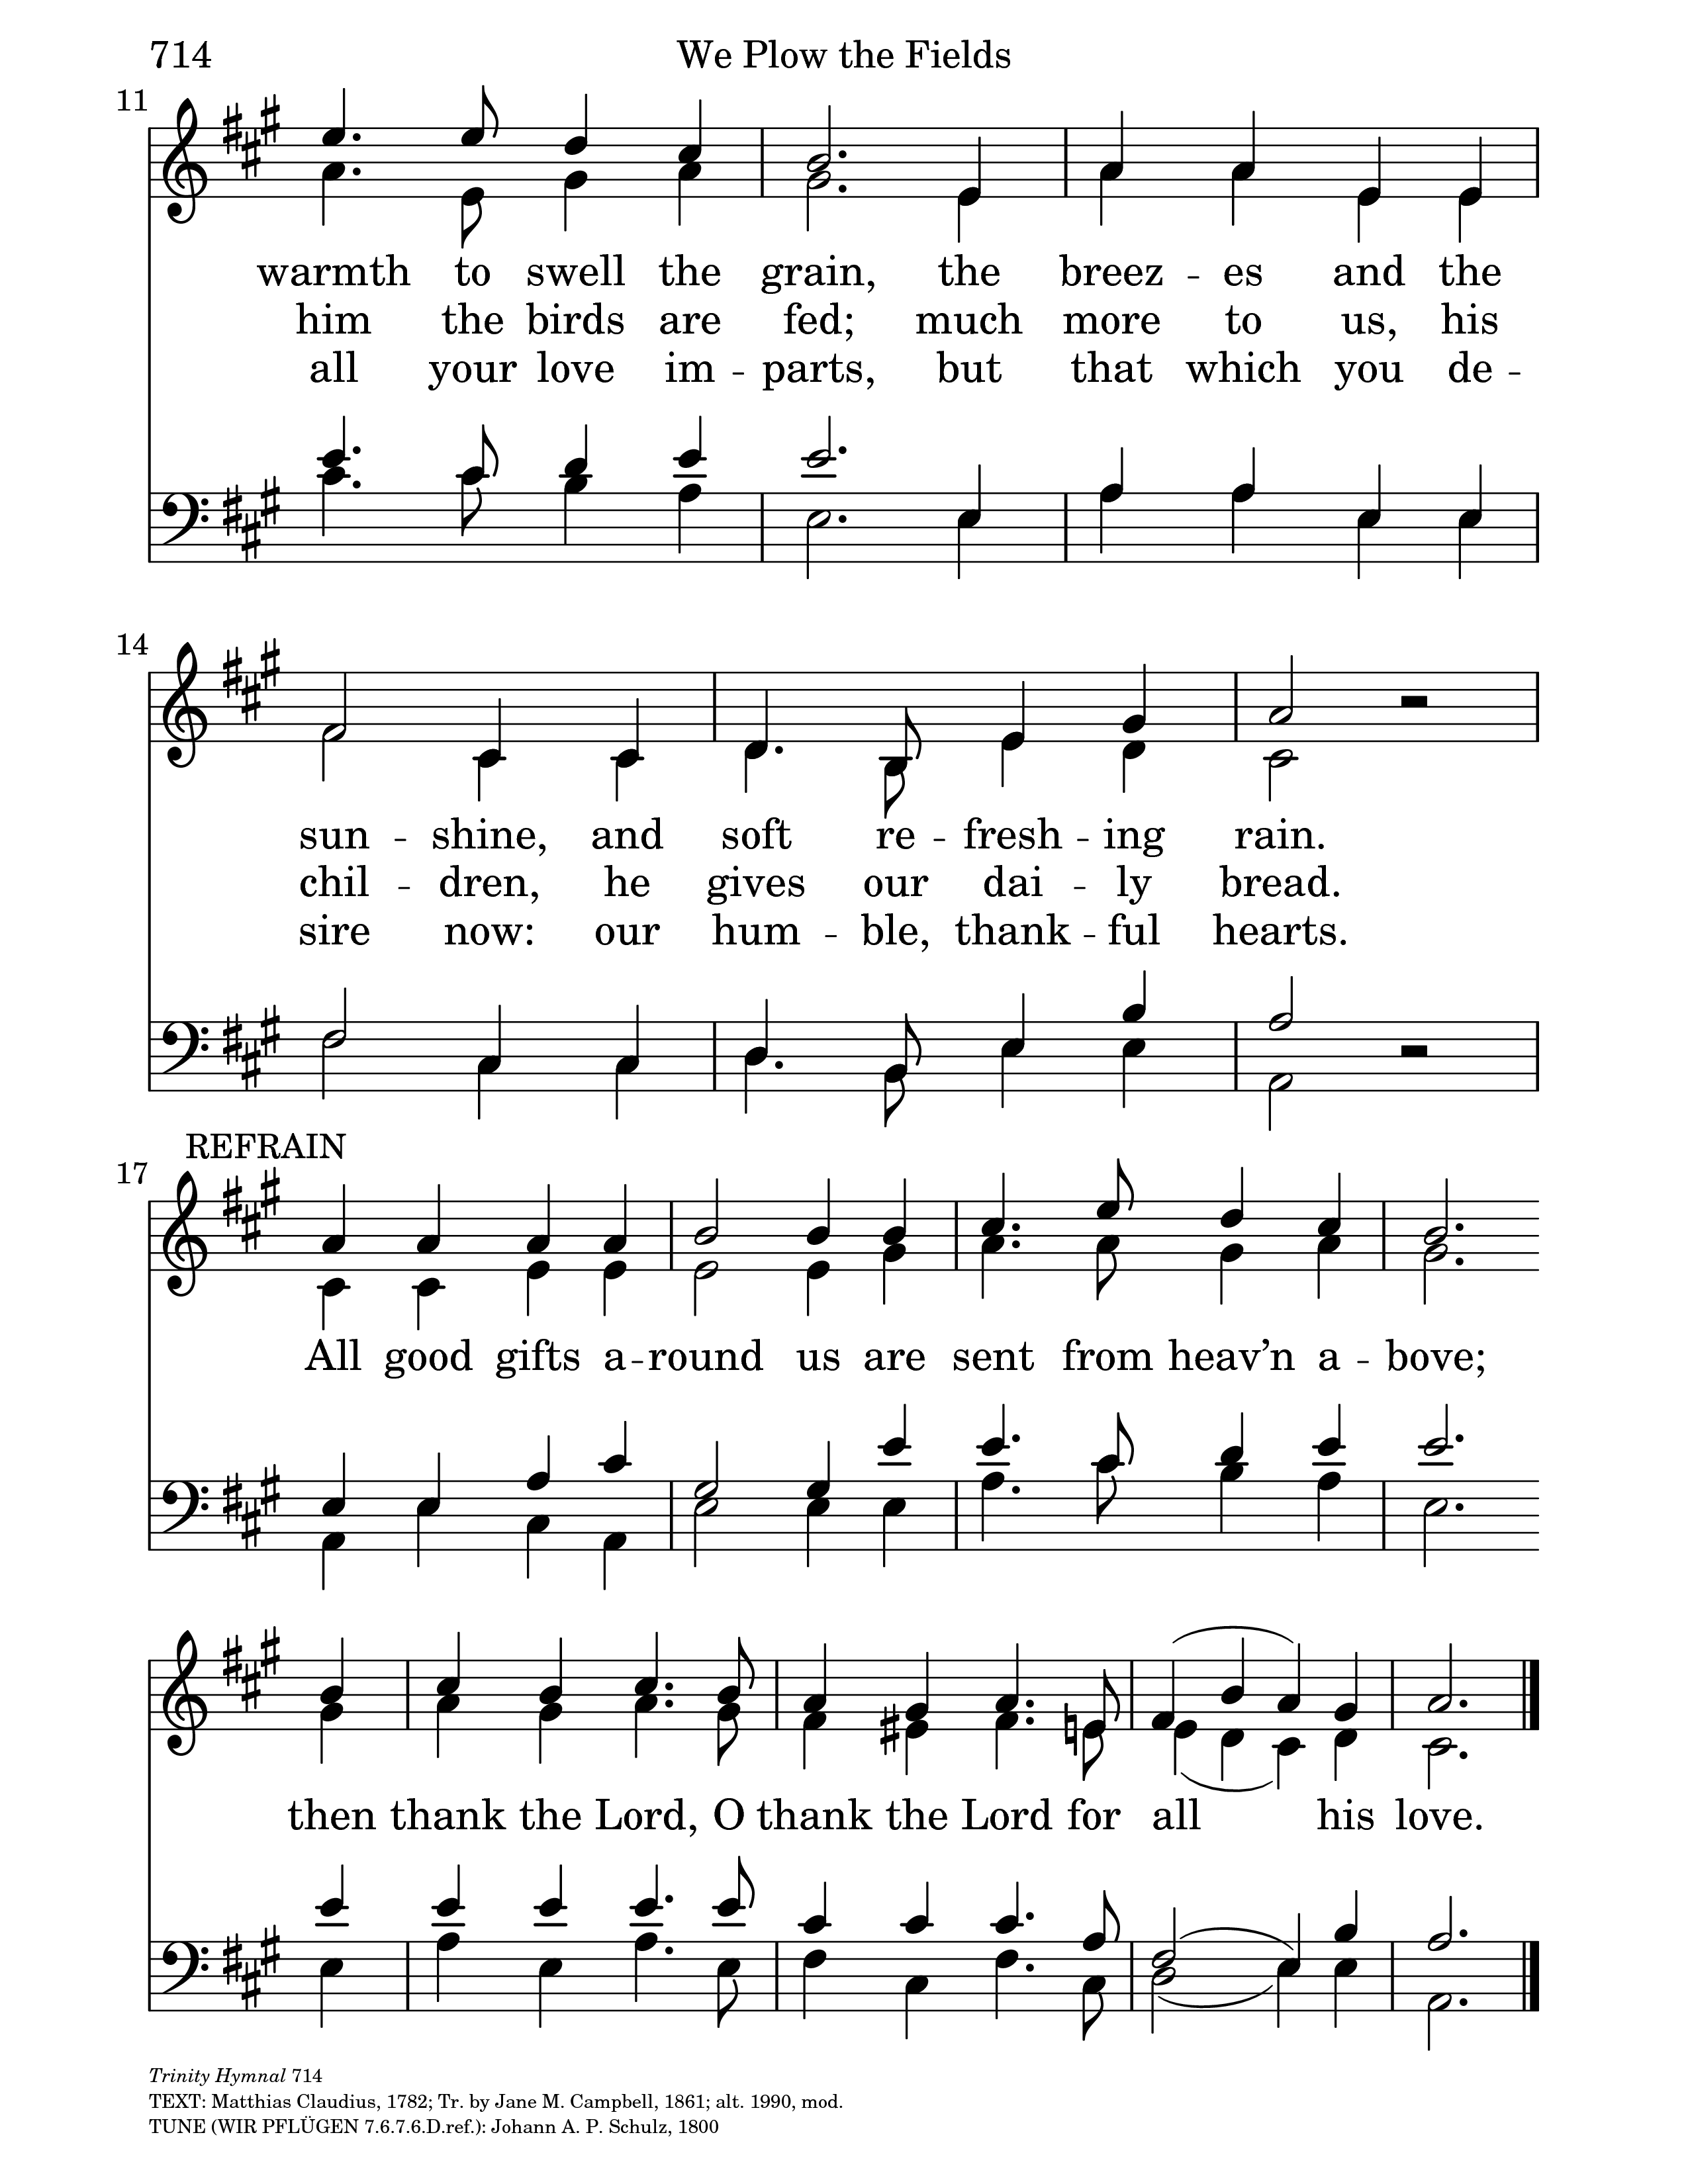 714 We Plow the Fields
11
warmth to swell the grain, the breez -- es and the
him the birds are fed; much more to us, his
all your love im -- parts, but that which you de --
14
sun -- shine, and soft re -- fresh -- ing rain.
chil -- dren, he gives our dai -- ly bread.
sire now: our hum -- ble, thank -- ful hearts.
REFRAIN
17
All good gifts a -- round us are sent from heav’n a -- bove;
then thank the Lord, O thank the Lord for all his love.
Trinity Hymnal 714
TEXT: Matthias Claudius, 1782; Tr. by Jane M. Campbell, 1861; alt. 1990, mod.
TUNE (WIR PFLÜGEN 7.6.7.6.D.ref.): Johann A. P. Schulz, 1800